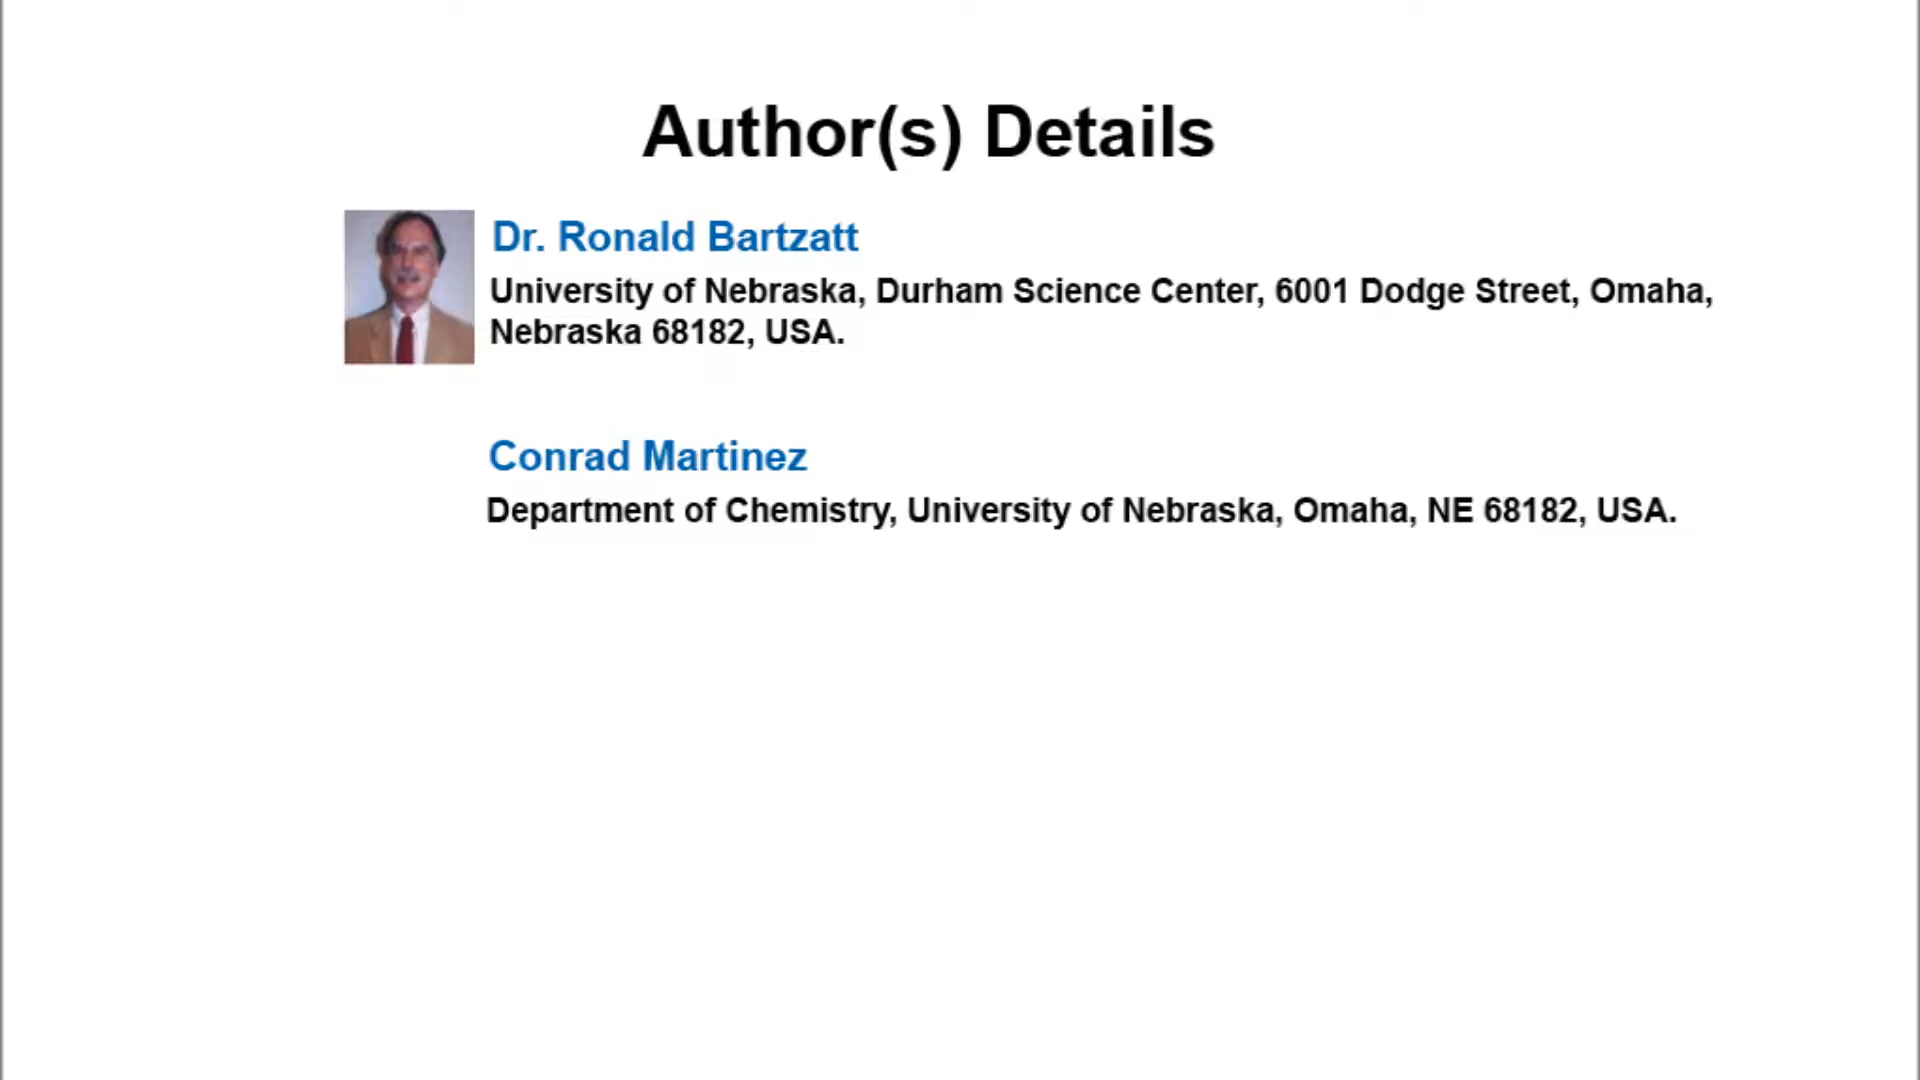 Author(s) Details
Dr. Ronald Bartzatt
University of Nebraska, Durham Science Center, 6001 Dodge Street, Omaha,
Nebraska 68182, USA.
Conrad Martinez
Department of Chemistry, University of Nebraska, Omaha, NE 68182, USA.